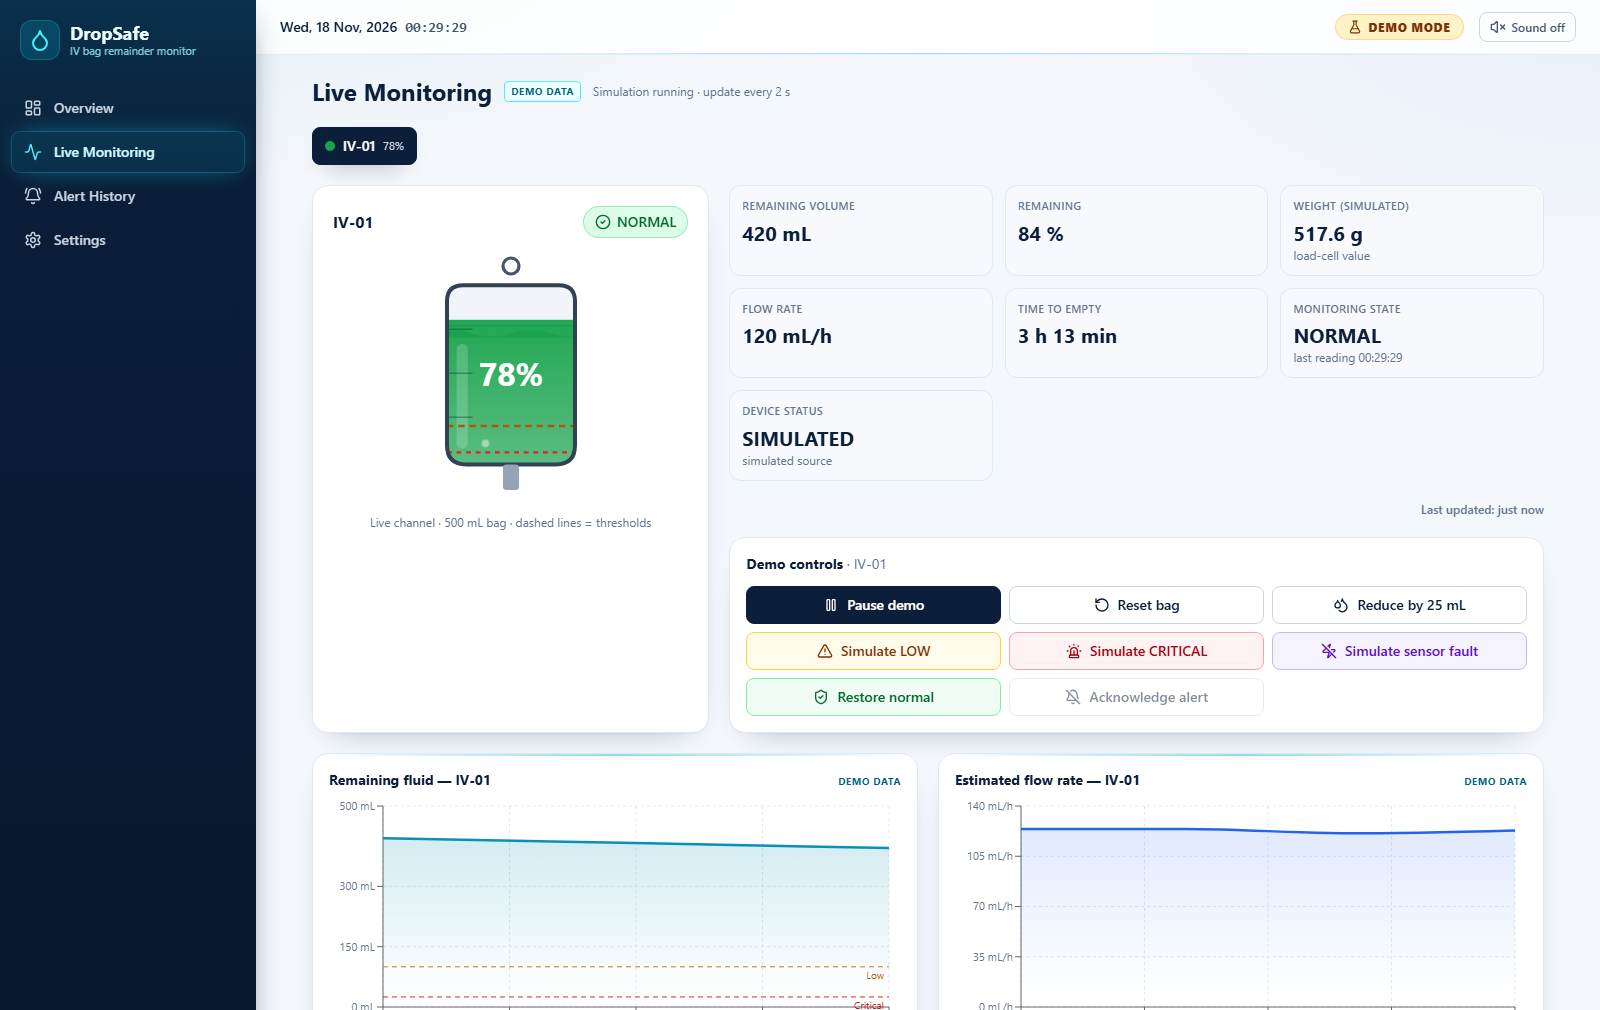 DropSafe
IV bag remainder monitor
Overview
Live Monitoring
Alert History
Settings
Wed, 18 Nov, 2026 00:29:29
DEMO MODE
Sound off
Live Monitoring
DEMO DATA
Simulation running · update every 2 s
IV-01 78%
IV-01
NORMAL
78%
Live channel · 500 mL bag · dashed lines = thresholds
REMAINING VOLUME
420 mL
REMAINING
84 %
WEIGHT (SIMULATED)
517.6 g
load-cell value
FLOW RATE
120 mL/h
TIME TO EMPTY
3 h 13 min
MONITORING STATE
NORMAL
last reading 00:29:29
DEVICE STATUS
SIMULATED
simulated source
Last updated: just now
Demo controls · IV-01
Pause demo
Reset bag
Reduce by 25 mL
Simulate LOW
Simulate CRITICAL
Simulate sensor fault
Restore normal
Acknowledge alert
Remaining fluid — IV-01
DEMO DATA
500 mL
300 mL
150 mL
0 mL
Low
Critical
Estimated flow rate — IV-01
DEMO DATA
140 mL/h
105 mL/h
70 mL/h
35 mL/h
0 mL/h